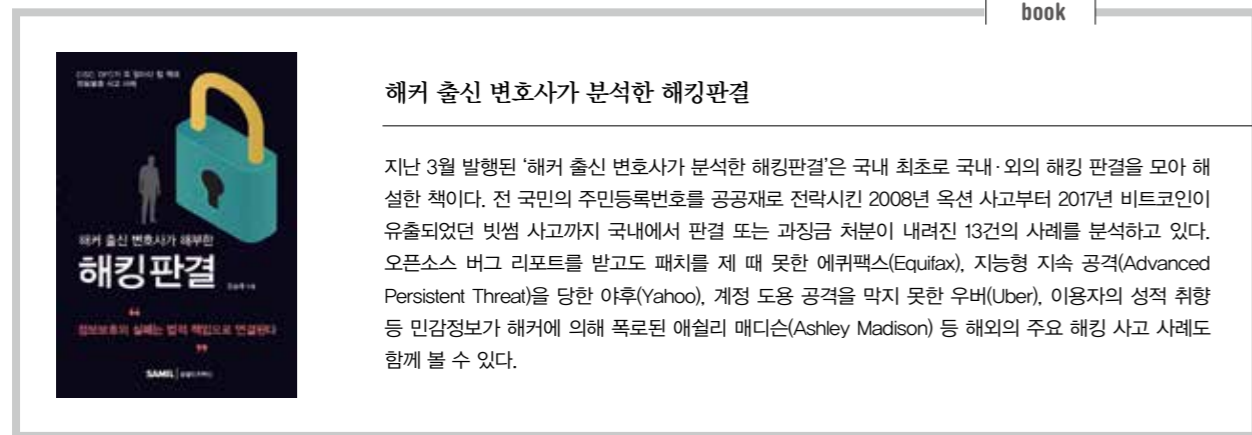 book
해커 출신 변호사가 분석한 해킹판결
지난 3월 발행된 ‘해커 출신 변호사가 분석한 해킹판결’은 국내 최초로 국내·외의 해킹 판결을 모아 해
설한 책이다. 전 국민의 주민등록번호를 공공재로 전락시킨 2008년 옥션 사고부터 2017년 비트코인이
유출되었던 빗썸 사고까지 국내에서 판결 또는 과징금 처분이 내려진 13건의 사례를 분석하고 있다.
오픈소스 버그 리포트를 받고도 패치를 제 때 못한 에퀴팩스(Equifax), 지능형 지속 공격(Advanced
Persistent Threat)을 당한 야후(Yahoo), 계정 도용 공격을 막지 못한 우버(Uber), 이용자의 성적 취향
등 민감정보가 해커에 의해 폭로된 애쉴리 매디슨(Ashley Madison) 등 해외의 주요 해킹 사고 사례도
함께 볼 수 있다.
해커 출신 변호사가 해부한
해킹판결
“
정보보호의 실패는 법적 책임으로 연결된다
”
SAMIL